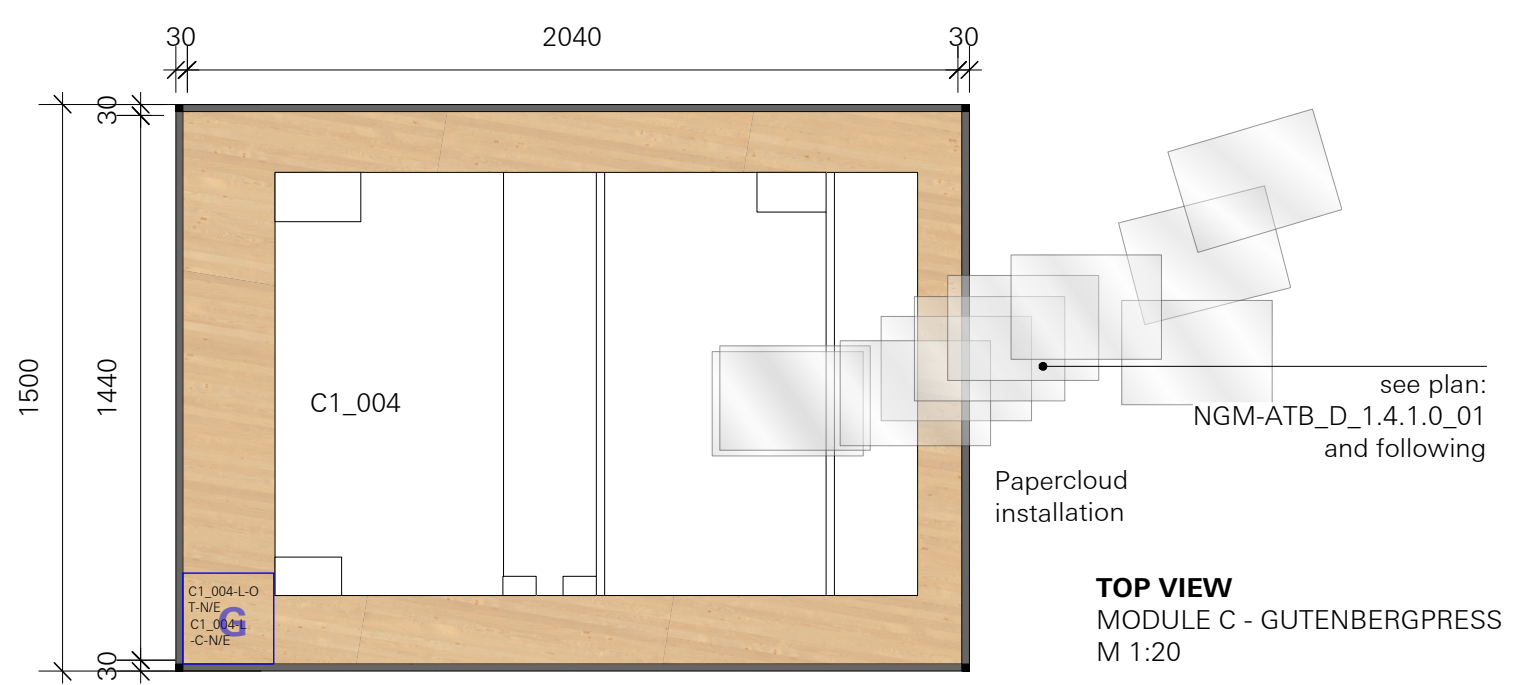 30
2040
30
30
1500
1440
30
C1_004
see plan:
NGM-ATB_D_1.4.1.0_01
and following
Papercloud
installation
C1_004-L-O
T-N/E
C1_004-L
-C-N/E
G
TOP VIEW
MODULE C - GUTENBERGPRESS
M 1:20